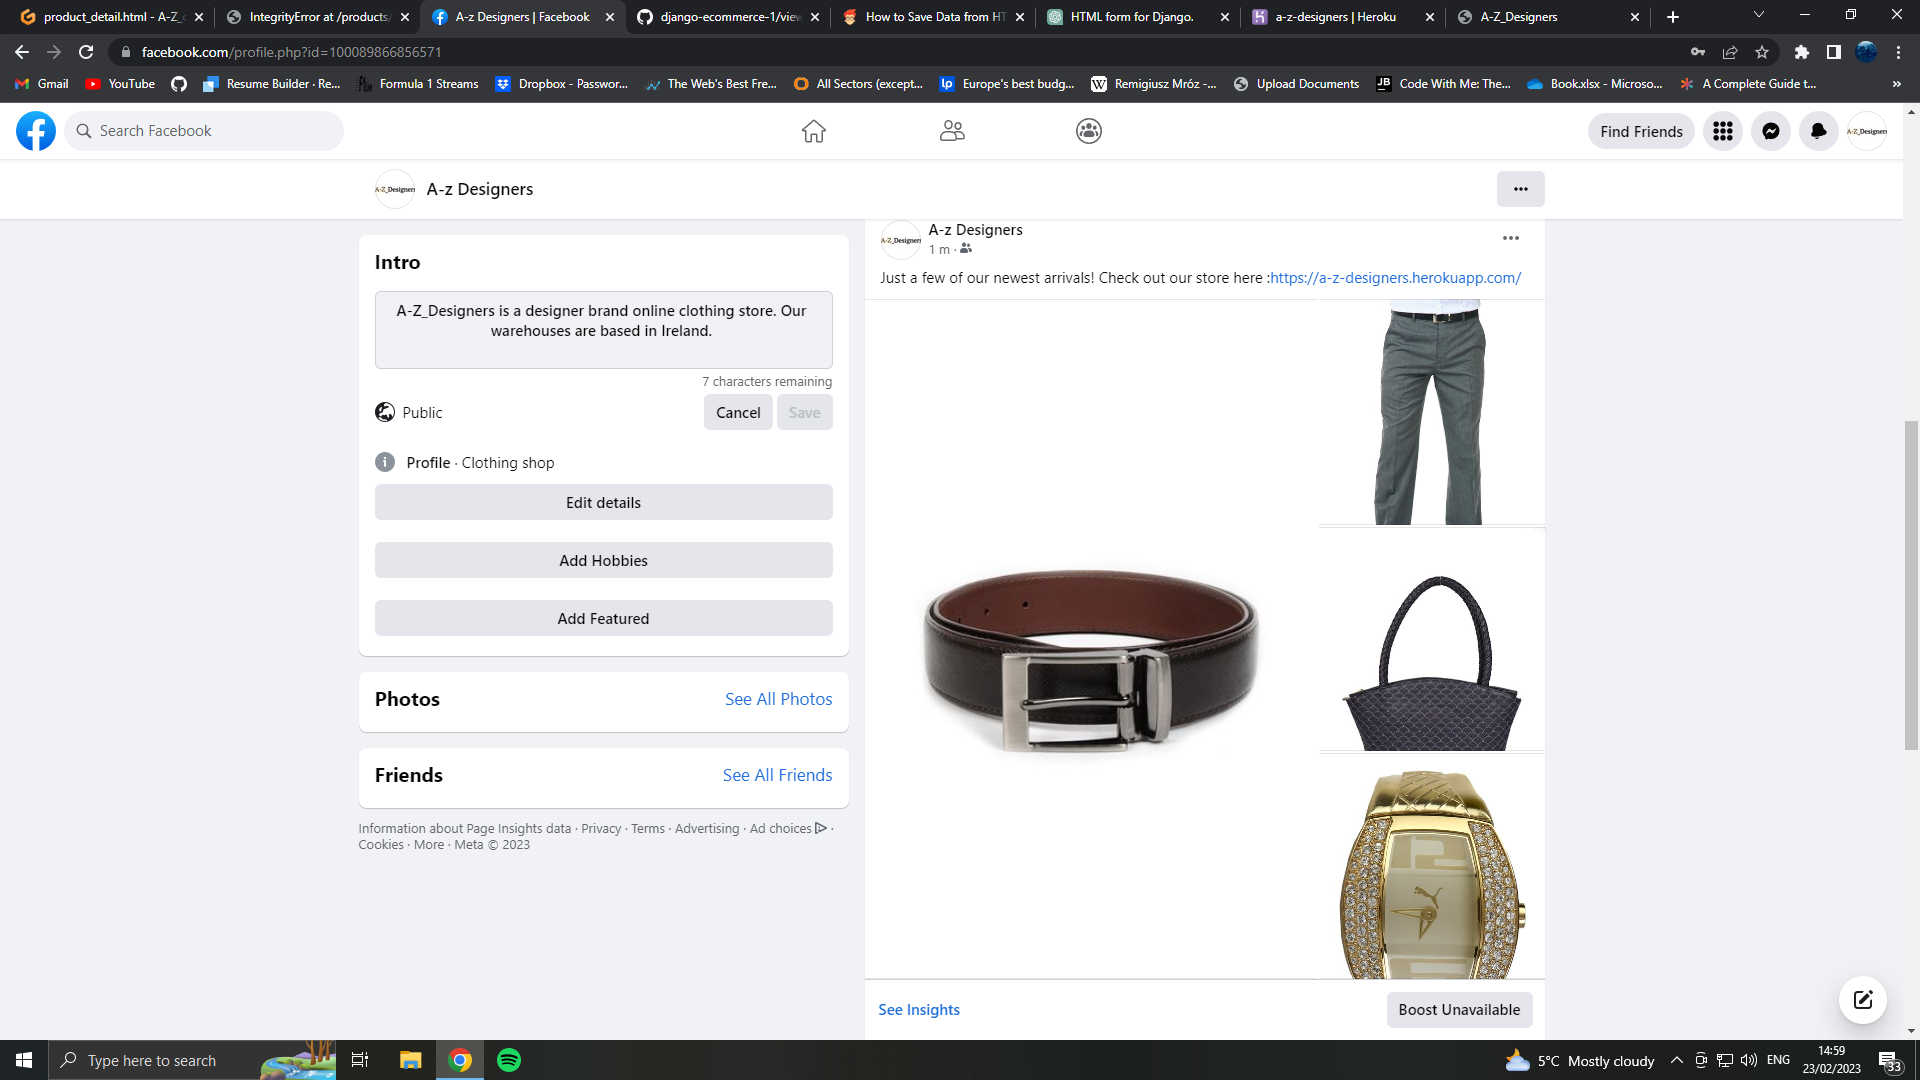 product_detail.html - A-Z_
IntegrityError at /products/
A-z Designers | Facebook
django-ecommerce-1/view
How to Save Data from HT
HTML form for Django.
a-z-designers | Heroku
A-Z_Designers
facebook.com/profile.php?id=100089866856571
Gmail
YouTube
Resume Builder · Re...
Formula 1 Streams
Dropbox - Passwor...
The Web's Best Fre...
All Sectors (except...
lp
Europe's best budg...
W
Remigiusz Mróz -...
Upload Documents
JB
Code With Me: The...
Book.xlsx - Microso...
A Complete Guide t...
»
Search Facebook
Find Friends
A-Z_Designers
A-Z_Designers
A-z Designers
Intro
A-Z_Designers is a designer brand online clothing store. Our
warehouses are based in Ireland.
7 characters remaining
Public
Cancel
Save
Profile · Clothing shop
Edit details
Add Hobbies
Add Featured
Photos
See All Photos
Friends
See All Friends
Information about Page Insights data · Privacy · Terms · Advertising · Ad choices ·
Cookies · More · Meta © 2023
A-Z_Designers
A-z Designers
1 m ·
Just a few of our newest arrivals! Check out our store here :https://a-z-designers.herokuapp.com/
See Insights
Boost Unavailable
Type here to search
5°C Mostly cloudy
ENG
14:59
23/02/2023
33